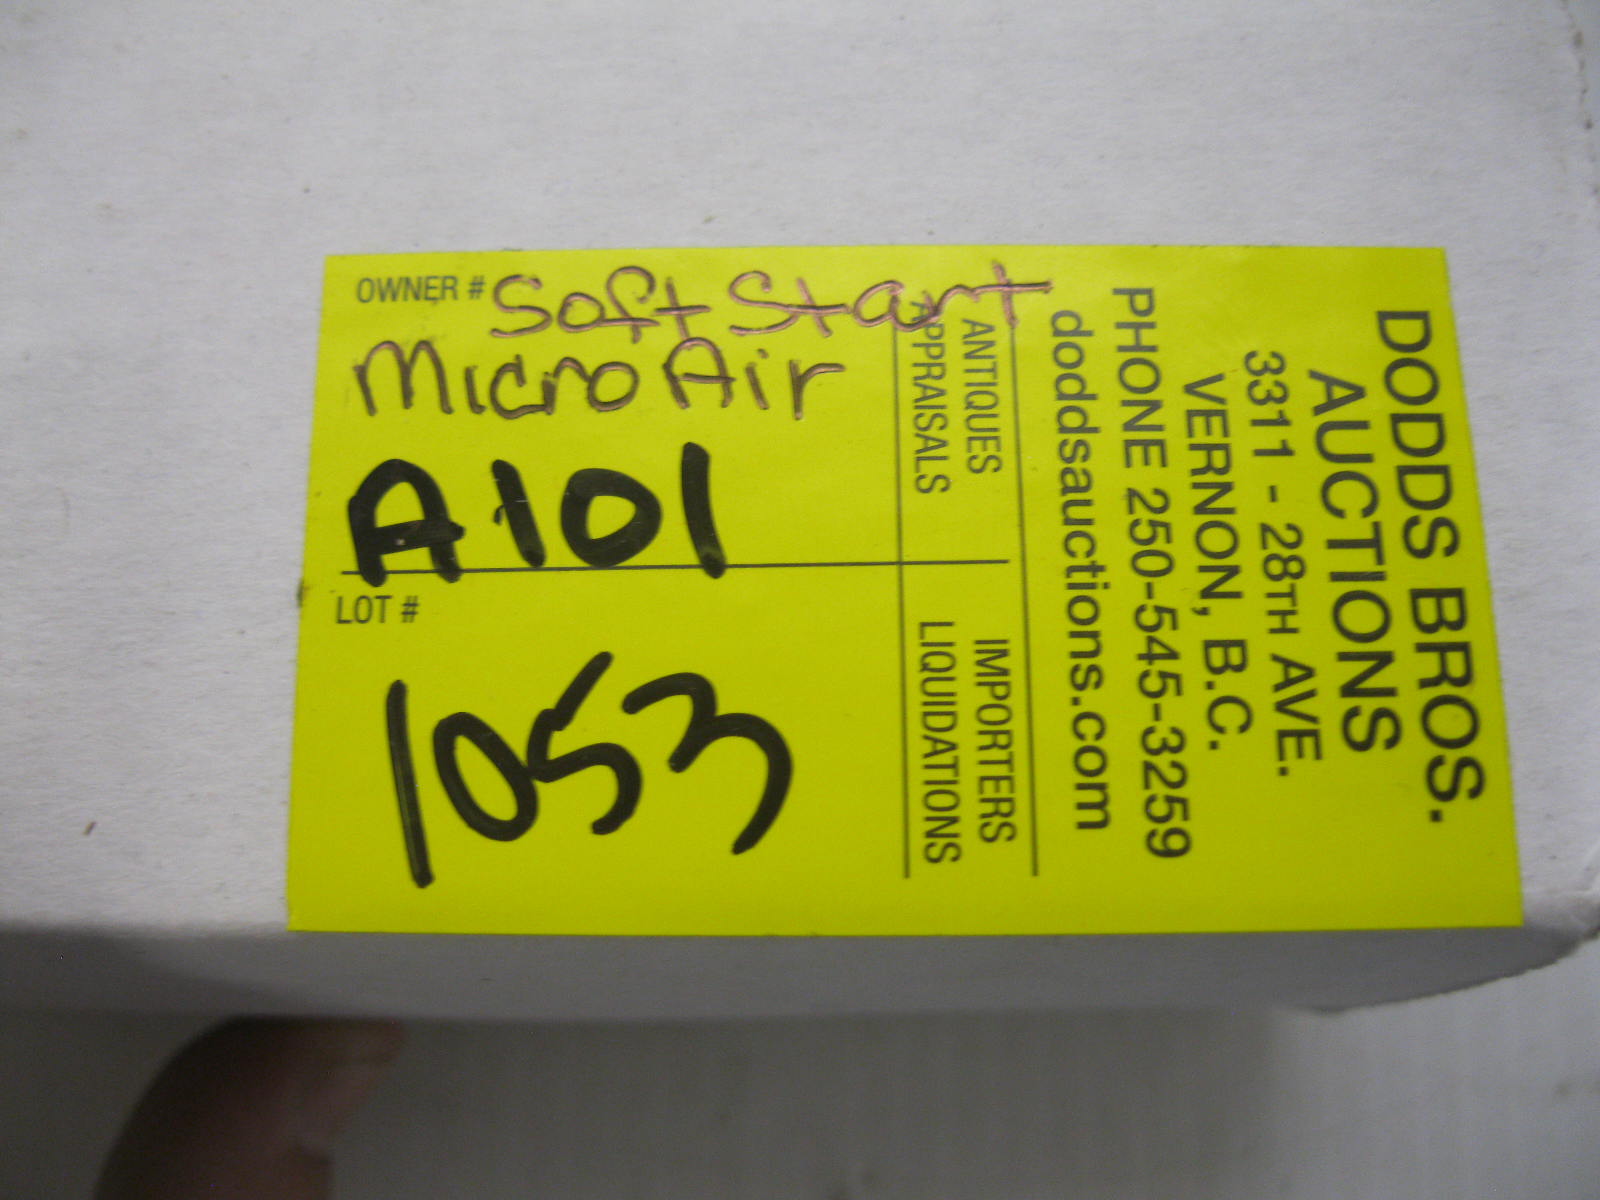 OWNER # Soft Start
Micro Air
A101
LOT #
1053
DODDS BROS.
AUCTIONS
3311 - 28TH AVE.
VERNON, B.C.
PHONE 250-545-3259
doddsauctions.com
ANTIQUES IMPORTERS
APPRAISALS LIQUIDATIONS